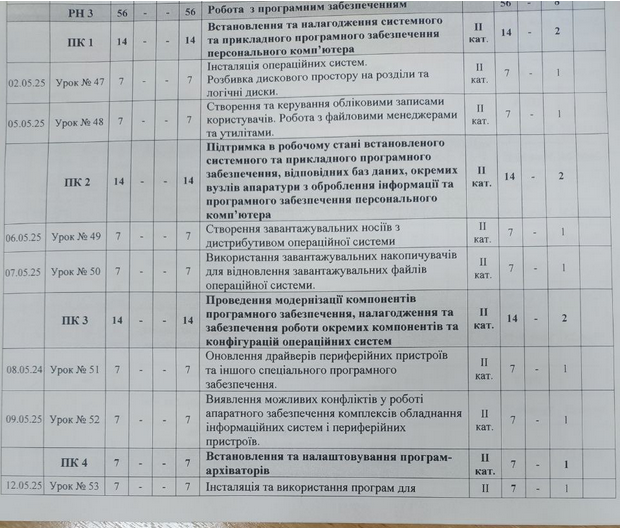 РН 3 56 - - 56 Робота з програмним забезпеченням 56 - 8
ПК 1 14 - - 14 Встановлення та налагодження системного
та прикладного програмного забезпечення
персонального комп’ютера
ІІ
кат. 14 - 2
02.05.25 Урок № 47 7 - - 7 Інсталяція операційних систем.
Розбивка дискового простору на розділи та
логічні диски.
ІІ
кат. 7 - 1
05.05.25 Урок № 48 7 - - 7 Створення та керування обліковими записами
користувачів. Робота з файловими менеджерами
та утилітами.
ІІ
кат. 7 - 1
ПК 2 14 - - 14 Підтримка в робочому стані встановленого
системного та прикладного програмного
забезпечення, відповідних баз даних, окремих
вузлів апаратури з оброблення інформації та
програмного забезпечення персонального
комп’ютера
ІІ
кат. 14 - 2
06.05.25 Урок № 49 7 - - 7 Створення завантажувальних носіїв з
дистрибутивом операційної системи
ІІ
кат. 7 - 1
07.05.25 Урок № 50 7 - - 7 Використання завантажувальних накопичувачів
для відновлення завантажувальних файлів
операційної системи.
ІІ
кат. 7 - 1
ПК 3 14 - - 14 Проведення модернізації компонентів
програмного забезпечення, налагодження та
забезпечення роботи окремих компонентів та
конфігурацій операційних систем
ІІ
кат. 14 - 2
08.05.24 Урок № 51 7 - - 7 Оновлення драйверів периферійних пристроїв
та іншого спеціального програмного
забезпечення.
ІІ
кат. 7 - 1
09.05.25 Урок № 52 7 - - 7 Виявлення можливих конфліктів у роботі
апаратного забезпечення комплексів обладнання
інформаційних систем і периферійних
пристроїв.
ІІ
кат. 7 - 1
ПК 4 7 - - 7 Встановлення та налаштовування програм-
архіваторів
ІІ
кат. 7 - 1
12.05.25 Урок № 53 7 - - 7 Інсталяція та використання програм для ІІ 7 - 1